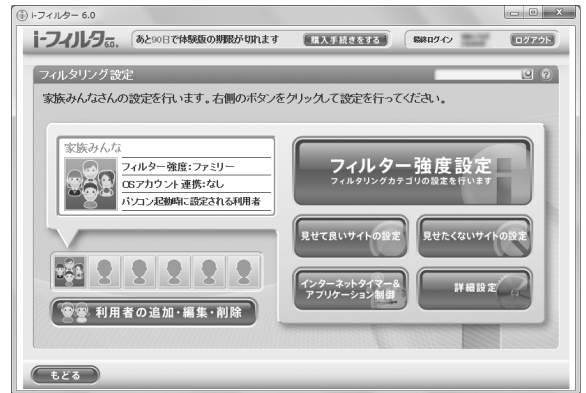 i-フィルター 6.0
i-フィルター 6.0.
あと90日で体験版の期限が切れます
購入手続きをする
最終ログイン
ログアウト
フィルタリング設定
家族みんなさんの設定を行います。右側のボタンをクリックして設定を行ってください。
家族みんな
フィルター強度:ファミリー
OSアカウント連携:なし
パソコン起動時に設定される利用者
利用者の追加・編集・削除
フィルター強度設定
フィルタリングカテゴリの設定を行います
見せて良いサイトの設定
見せたくないサイトの設定
インターネットタイマー&
アプリケーション制御
詳細設定
もどる